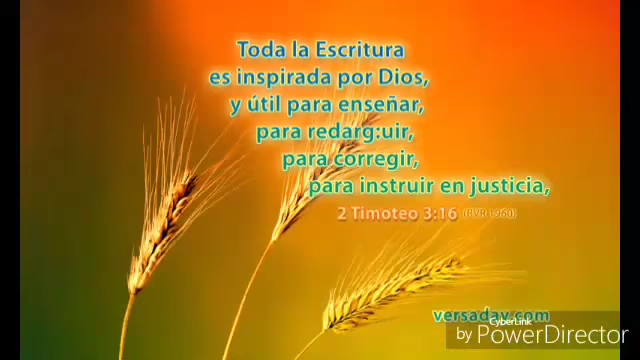 Toda la Escritura
es inspirada por Dios,
y útil para enseñar,
para redarg:uir,
para corregir,
para instruir en justicia,
2 Timoteo 3:16 (RVR 1960)
versaday.com
CyberLink
by PowerDirector